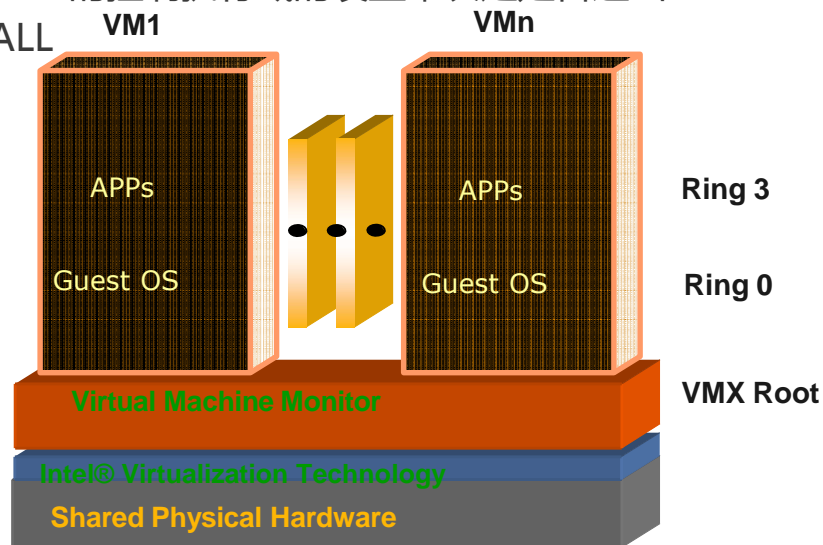 ALL
VM1
VMn
APPs
APPs
Ring 3
Guest OS
Guest OS
Ring 0
Virtual Machine Monitor
VMX Root
Intel® Virtualization Technology
Shared Physical Hardware